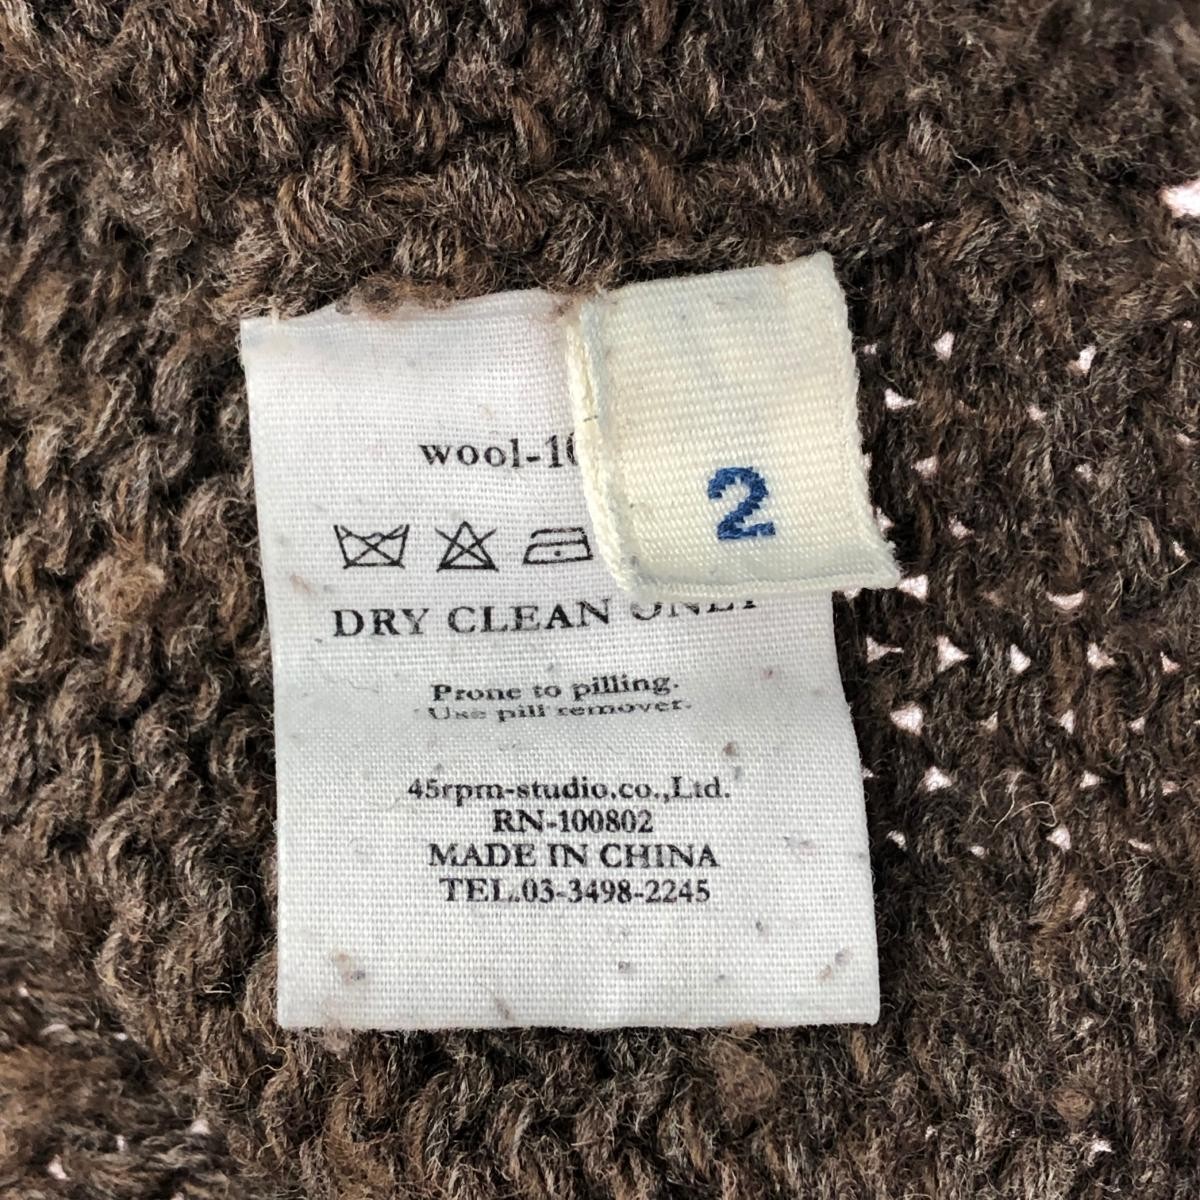 wool-10
2
DRY CLEAN ONLY
Prone to pilling.
Use pill remover.
45rpm-studio.co.,Ltd.
RN-100802
MADE IN CHINA
TEL.03-3498-2245